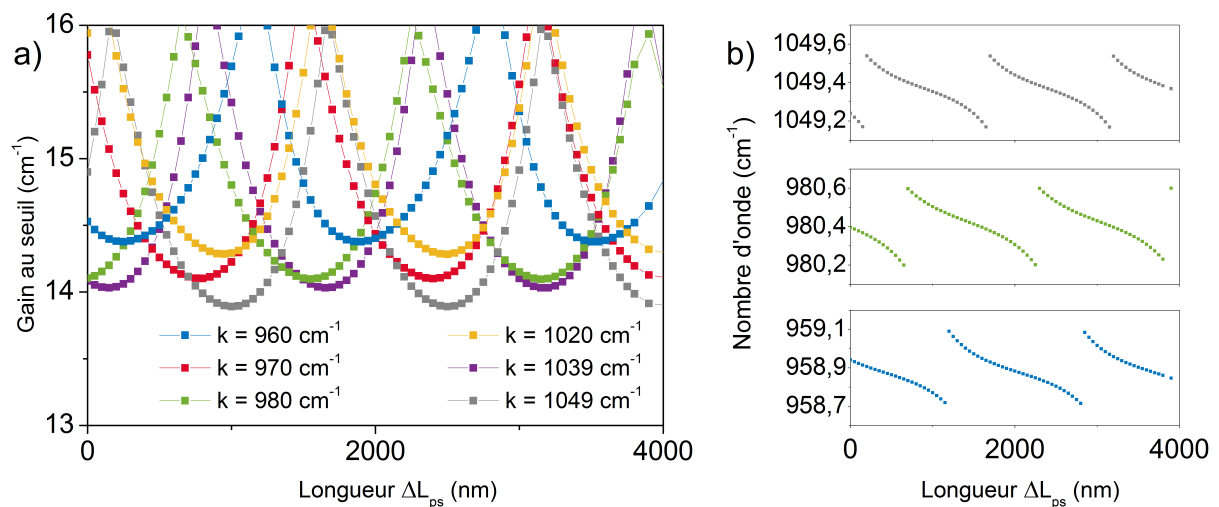 a)
Gain au seuil (cm-1)
16
15
14
13
k = 960 cm-1
k = 970 cm-1
k = 980 cm-1
k = 1020 cm-1
k = 1039 cm-1
k = 1049 cm-1
0
2000
4000
Longueur ΔLps (nm)
b)
Nombre d'onde (cm-1)
1049,6
1049,4
1049,2
980,6
980,4
980,2
959,1
958,9
958,7
0
2000
4000
Longueur ΔLps (nm)